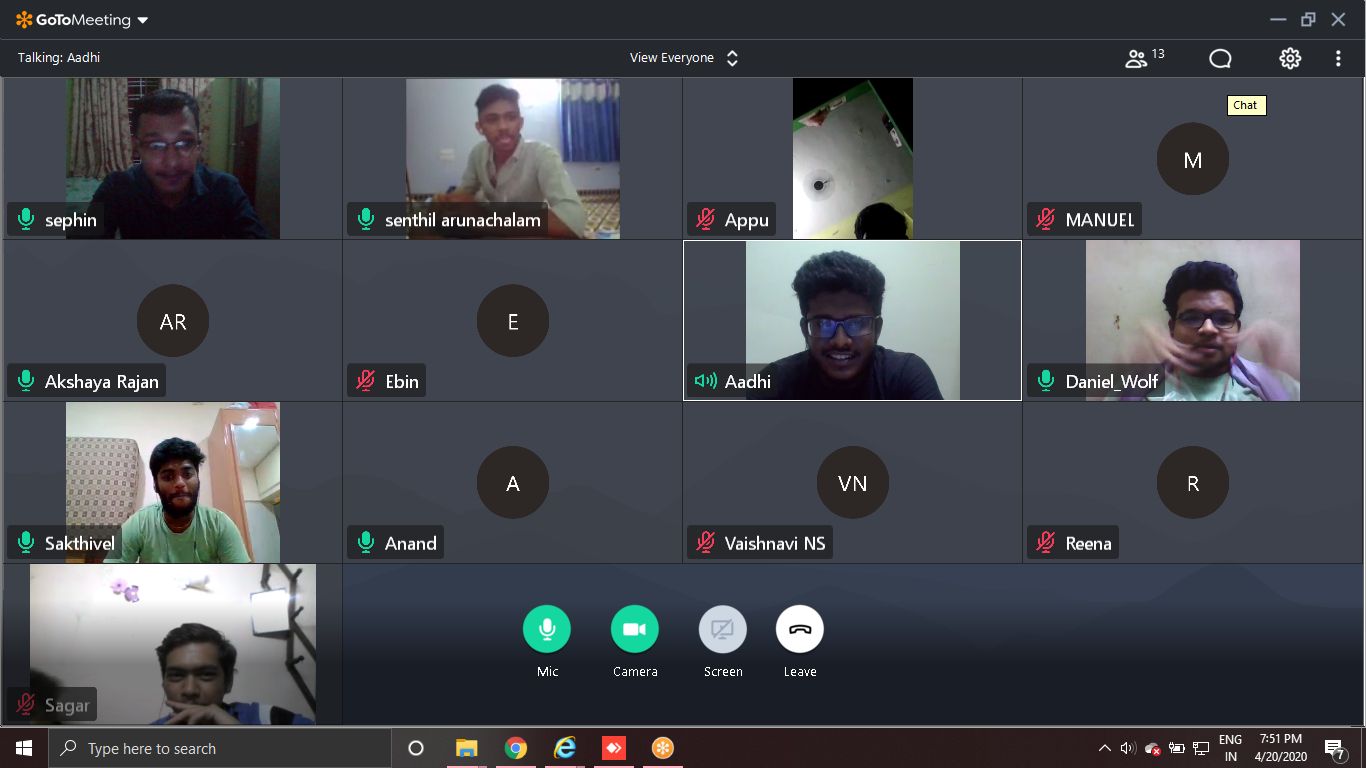 GoToMeeting
Talking: Aadhi
View Everyone
13
Chat
sephin
senthil arunachalam
Appu
M
MANUEL
AR
Akshaya Rajan
E
Ebin
Aadhi
Daniel_Wolf
Sakthivel
A
Anand
VN
Vaishnavi NS
R
Reena
Sagar
Mic
Camera
Screen
Leave
Type here to search
ENG
IN
7:51 PM
4/20/2020
7